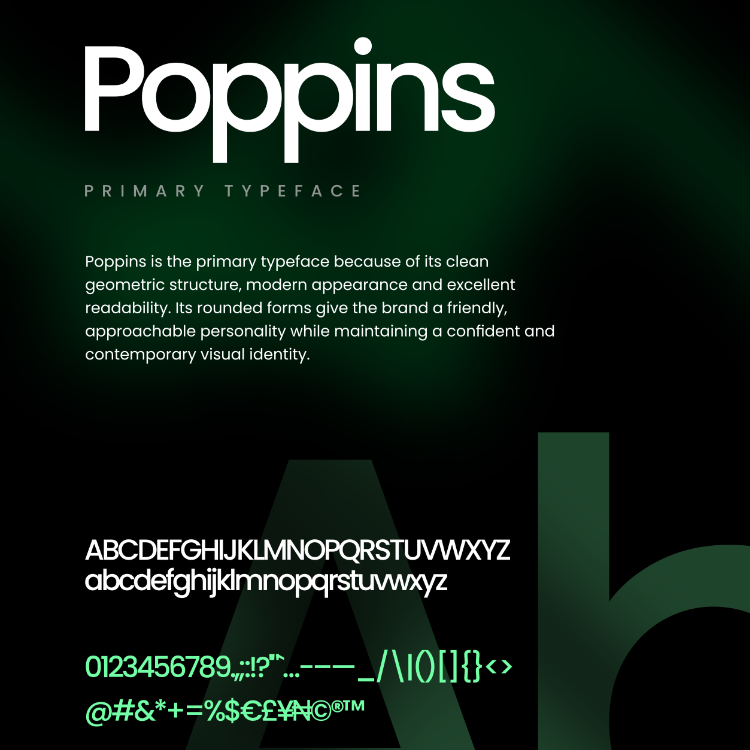 Poppins
PRIMARY TYPEFACE
Poppins is the primary typeface because of its clean
geometric structure, modern appearance and excellent
readability. Its rounded forms give the brand a friendly,
approachable personality while maintaining a confident and
contemporary visual identity.
Ab
ABCDEFGHIJKLMNOPQRSTUVWXYZ
abcdefghijklmnopqrstuvwxyz
0123456789.,;:!?"'`…-–—_/\|()[]{}<>
@#&*+=%$€£¥₦©®™